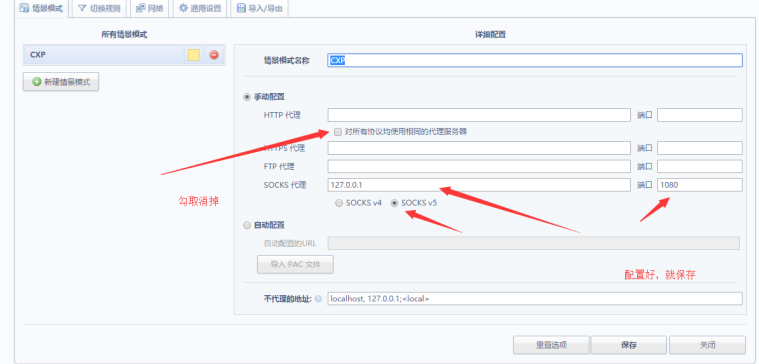 情景模式 切换规则 网络 通用设置 导入/导出
所有情景模式
CXP
新建情景模式
详细配置
情景模式名称 CXP
手动配置
HTTP 代理 端口
对所有协议均使用相同的代理服务器
HTTPS 代理 端口
FTP 代理 端口
SOCKS 代理 127.0.0.1 端口 1080
SOCKS v4 SOCKS v5
勾取消掉
自动配置
自动配置的URL
导入 PAC 文件
配置好，就保存
不代理的地址: localhost, 127.0.0.1;<local>
重置选项 保存 关闭